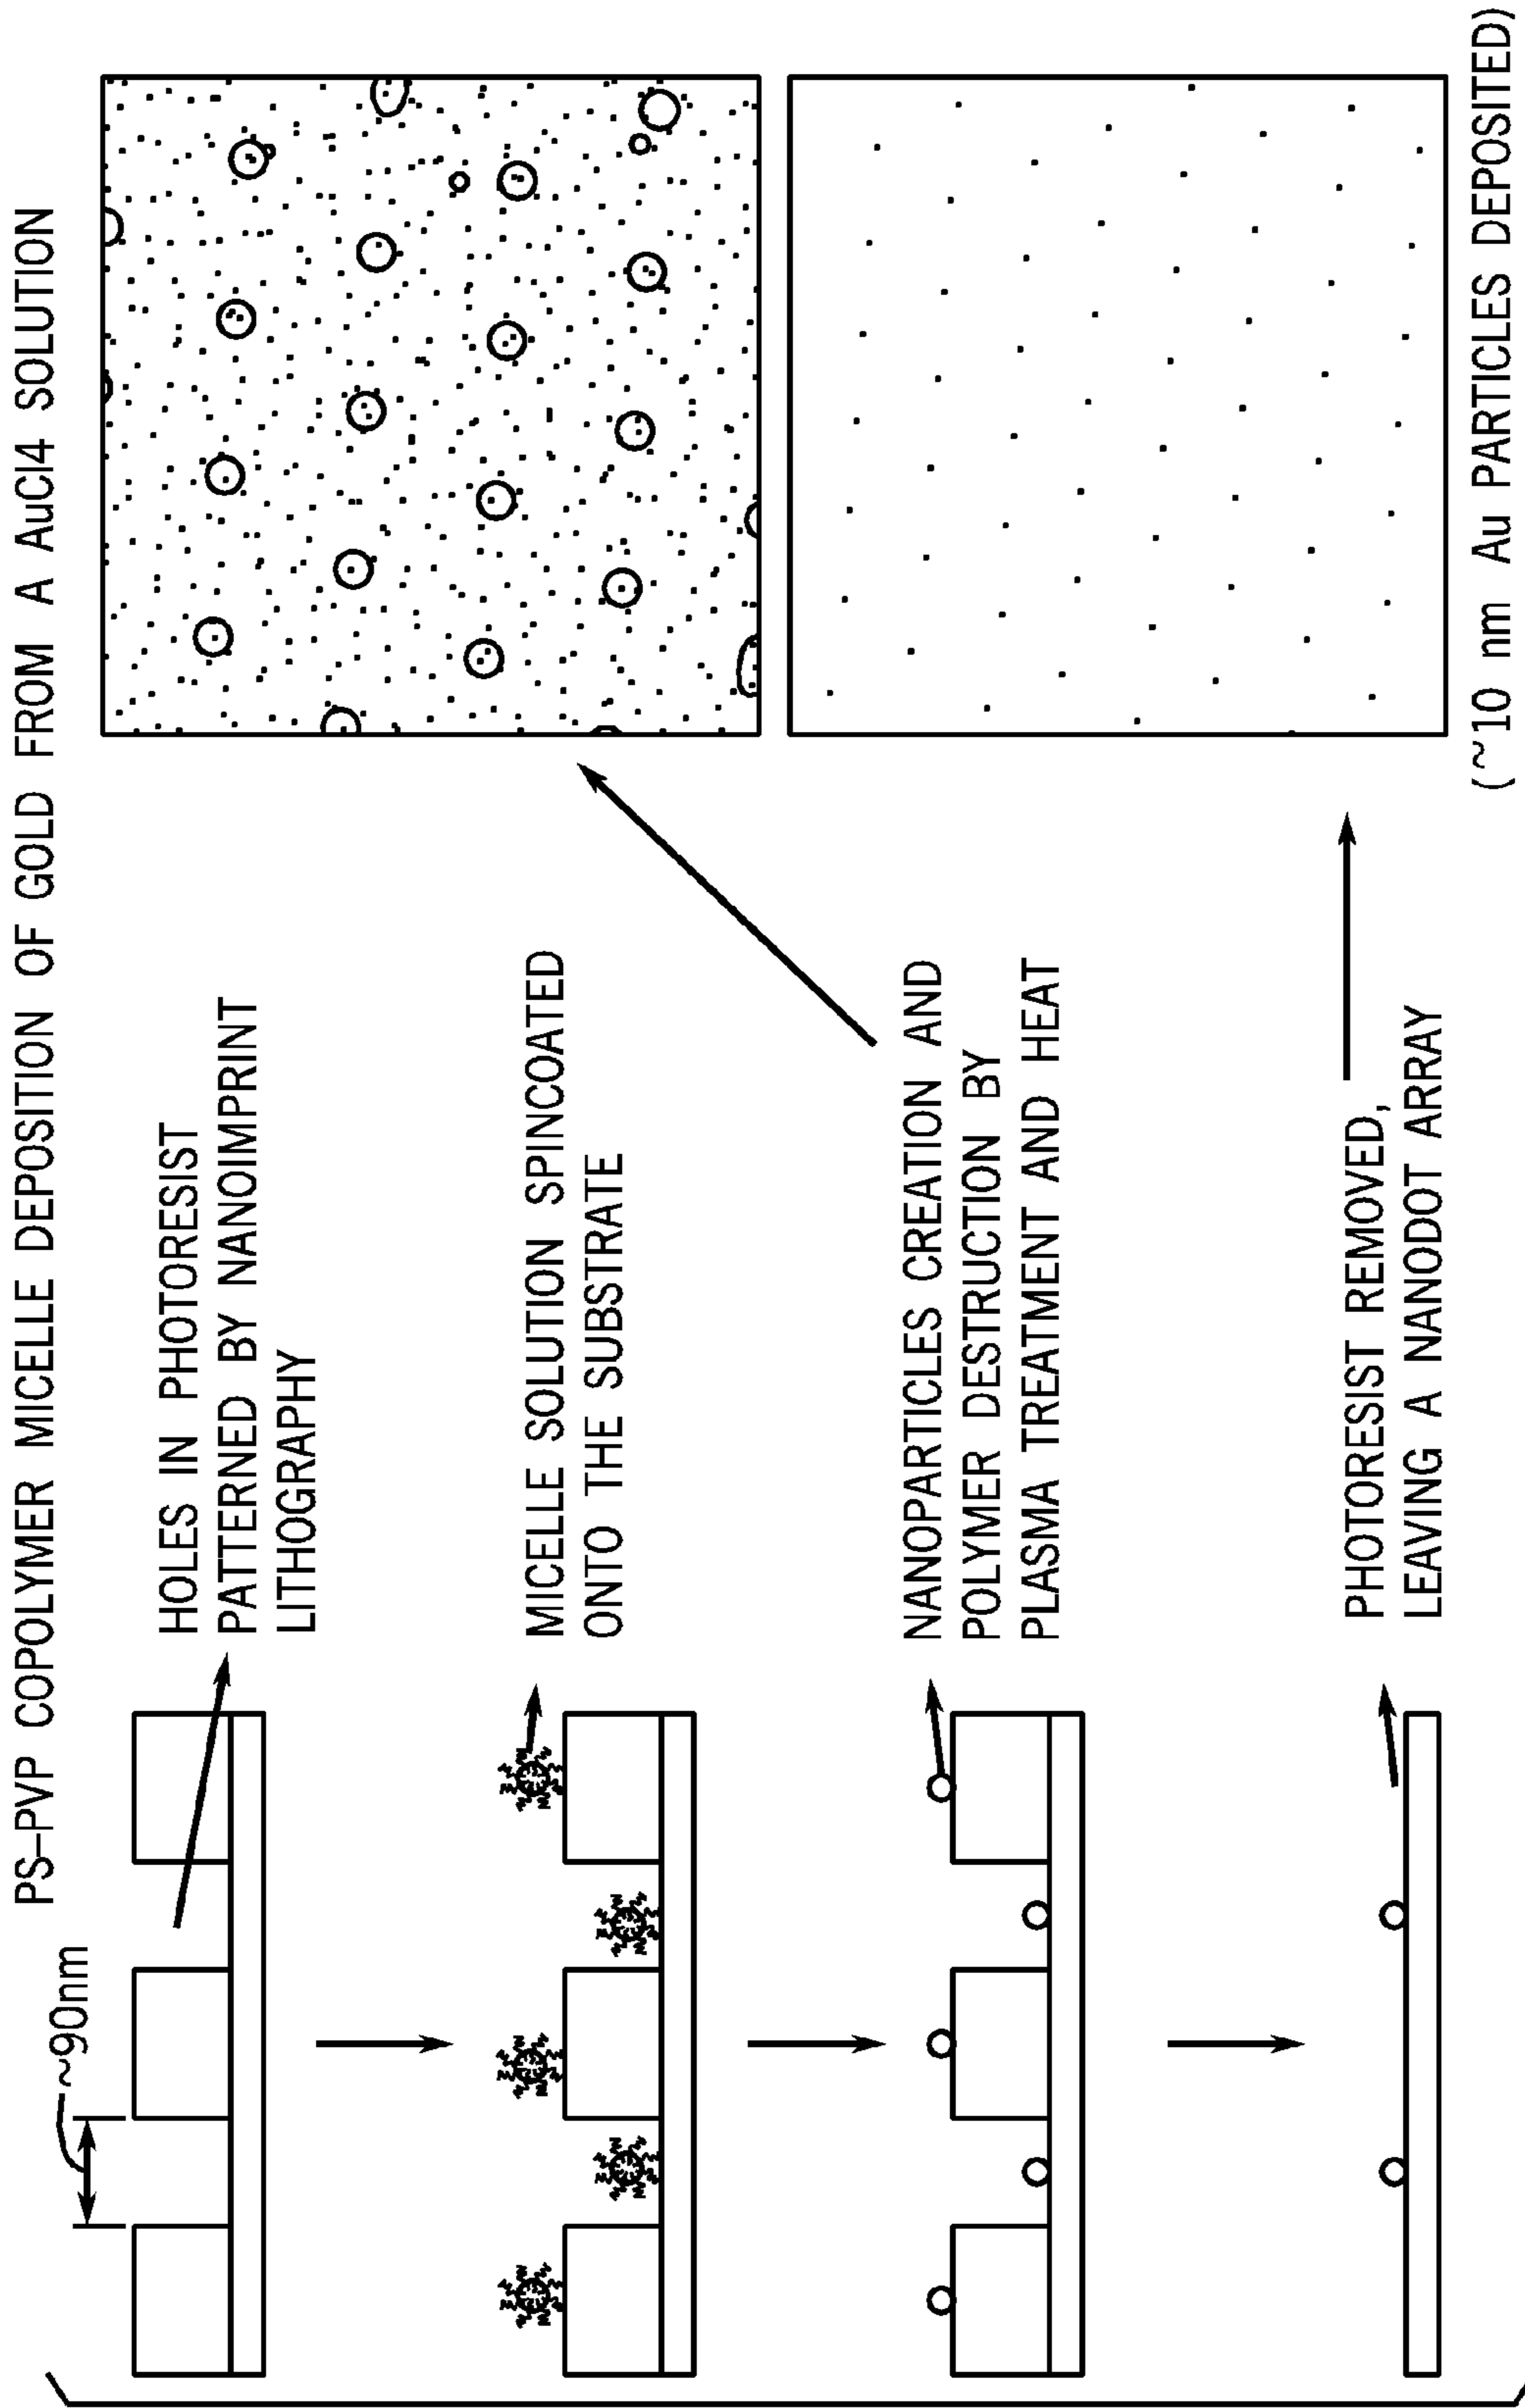 PS-PVP COPOLYMER MICELLE DEPOSITION OF GOLD FROM A AuCl4 SOLUTION
~90nm
HOLES IN PHOTORESIST
PATTERNED BY NANOIMPRINT
LITHOGRAPHY
MICELLE SOLUTION SPINCOATED
ONTO THE SUBSTRATE
NANOPARTICLES CREATION AND
POLYMER DESTRUCTION BY
PLASMA TREATMENT AND HEAT
PHOTORESIST REMOVED,
LEAVING A NANODOT ARRAY
(~10 nm Au PARTICLES DEPOSITED)